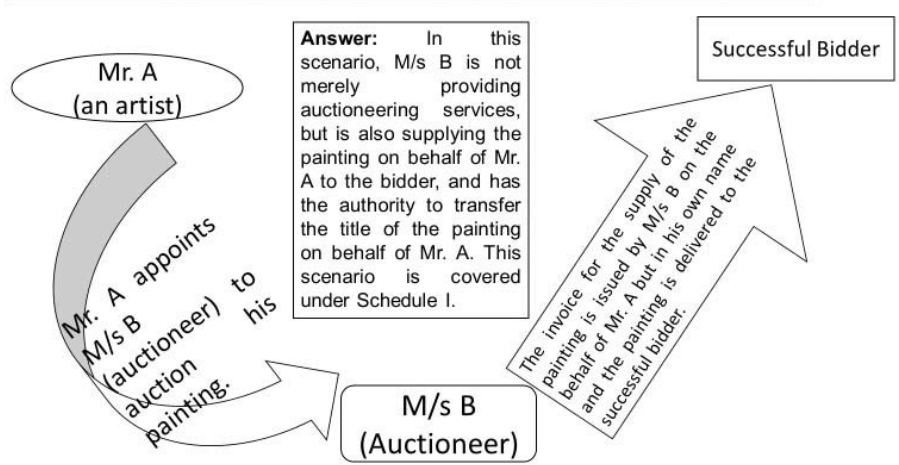 Mr. A
(an artist)
Mr. A appoints
M/s B
(auctioneer) to
auction his
painting.
Answer: In this
scenario, M/s B is not
merely providing
auctioneering services,
but is also supplying the
painting on behalf of Mr.
A to the bidder, and has
the authority to transfer
the title of the painting
on behalf of Mr. A. This
scenario is covered
under Schedule I.
M/s B
(Auctioneer)
The invoice for the supply of the
painting is issued by M/s B on the
behalf of Mr. A but in his own name
and the painting is delivered to the
successful bidder.
Successful Bidder